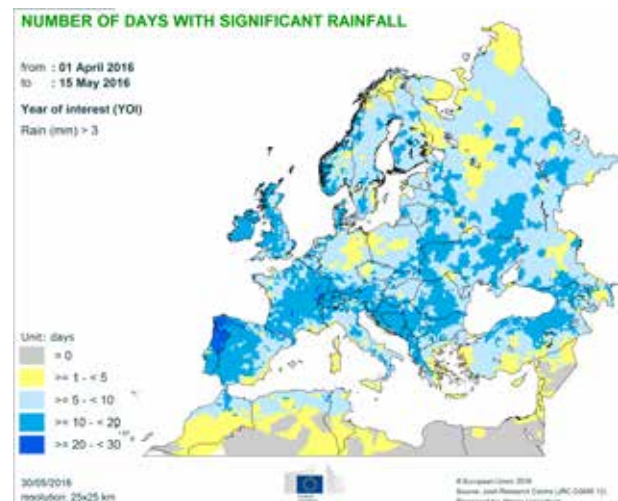 NUMBER OF DAYS WITH SIGNIFICANT RAINFALL
from : 01 April 2016
to : 15 May 2016
Year of interest (YOI)
Rain (mm) > 3
Unit: days
= 0
>= 1 - < 5
>= 5 - < 10
>= 10 - < 20
>= 20 - < 30
30/05/2016
resolution: 25x25 km
© European Union 2016
Source: Joint Research Centre